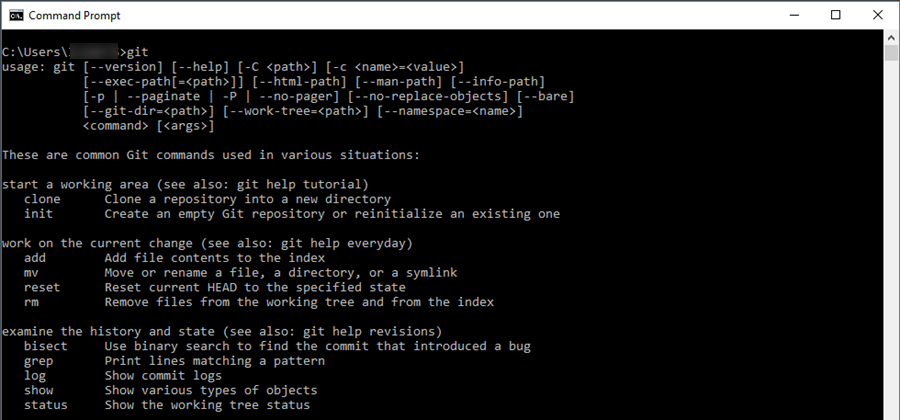 Command Prompt
C:\Users\>git
usage: git [--version] [--help] [-C <path>] [-c <name>=<value>]
           [--exec-path[=<path>]] [--html-path] [--man-path] [--info-path]
           [-p | --paginate | -P | --no-pager] [--no-replace-objects] [--bare]
           [--git-dir=<path>] [--work-tree=<path>] [--namespace=<name>]
           <command> [<args>]
These are common Git commands used in various situations:
start a working area (see also: git help tutorial)
   clone      Clone a repository into a new directory
   init       Create an empty Git repository or reinitialize an existing one
work on the current change (see also: git help everyday)
   add        Add file contents to the index
   mv         Move or rename a file, a directory, or a symlink
   reset      Reset current HEAD to the specified state
   rm         Remove files from the working tree and from the index
examine the history and state (see also: git help revisions)
   bisect     Use binary search to find the commit that introduced a bug
   grep       Print lines matching a pattern
   log        Show commit logs
   show       Show various types of objects
   status     Show the working tree status